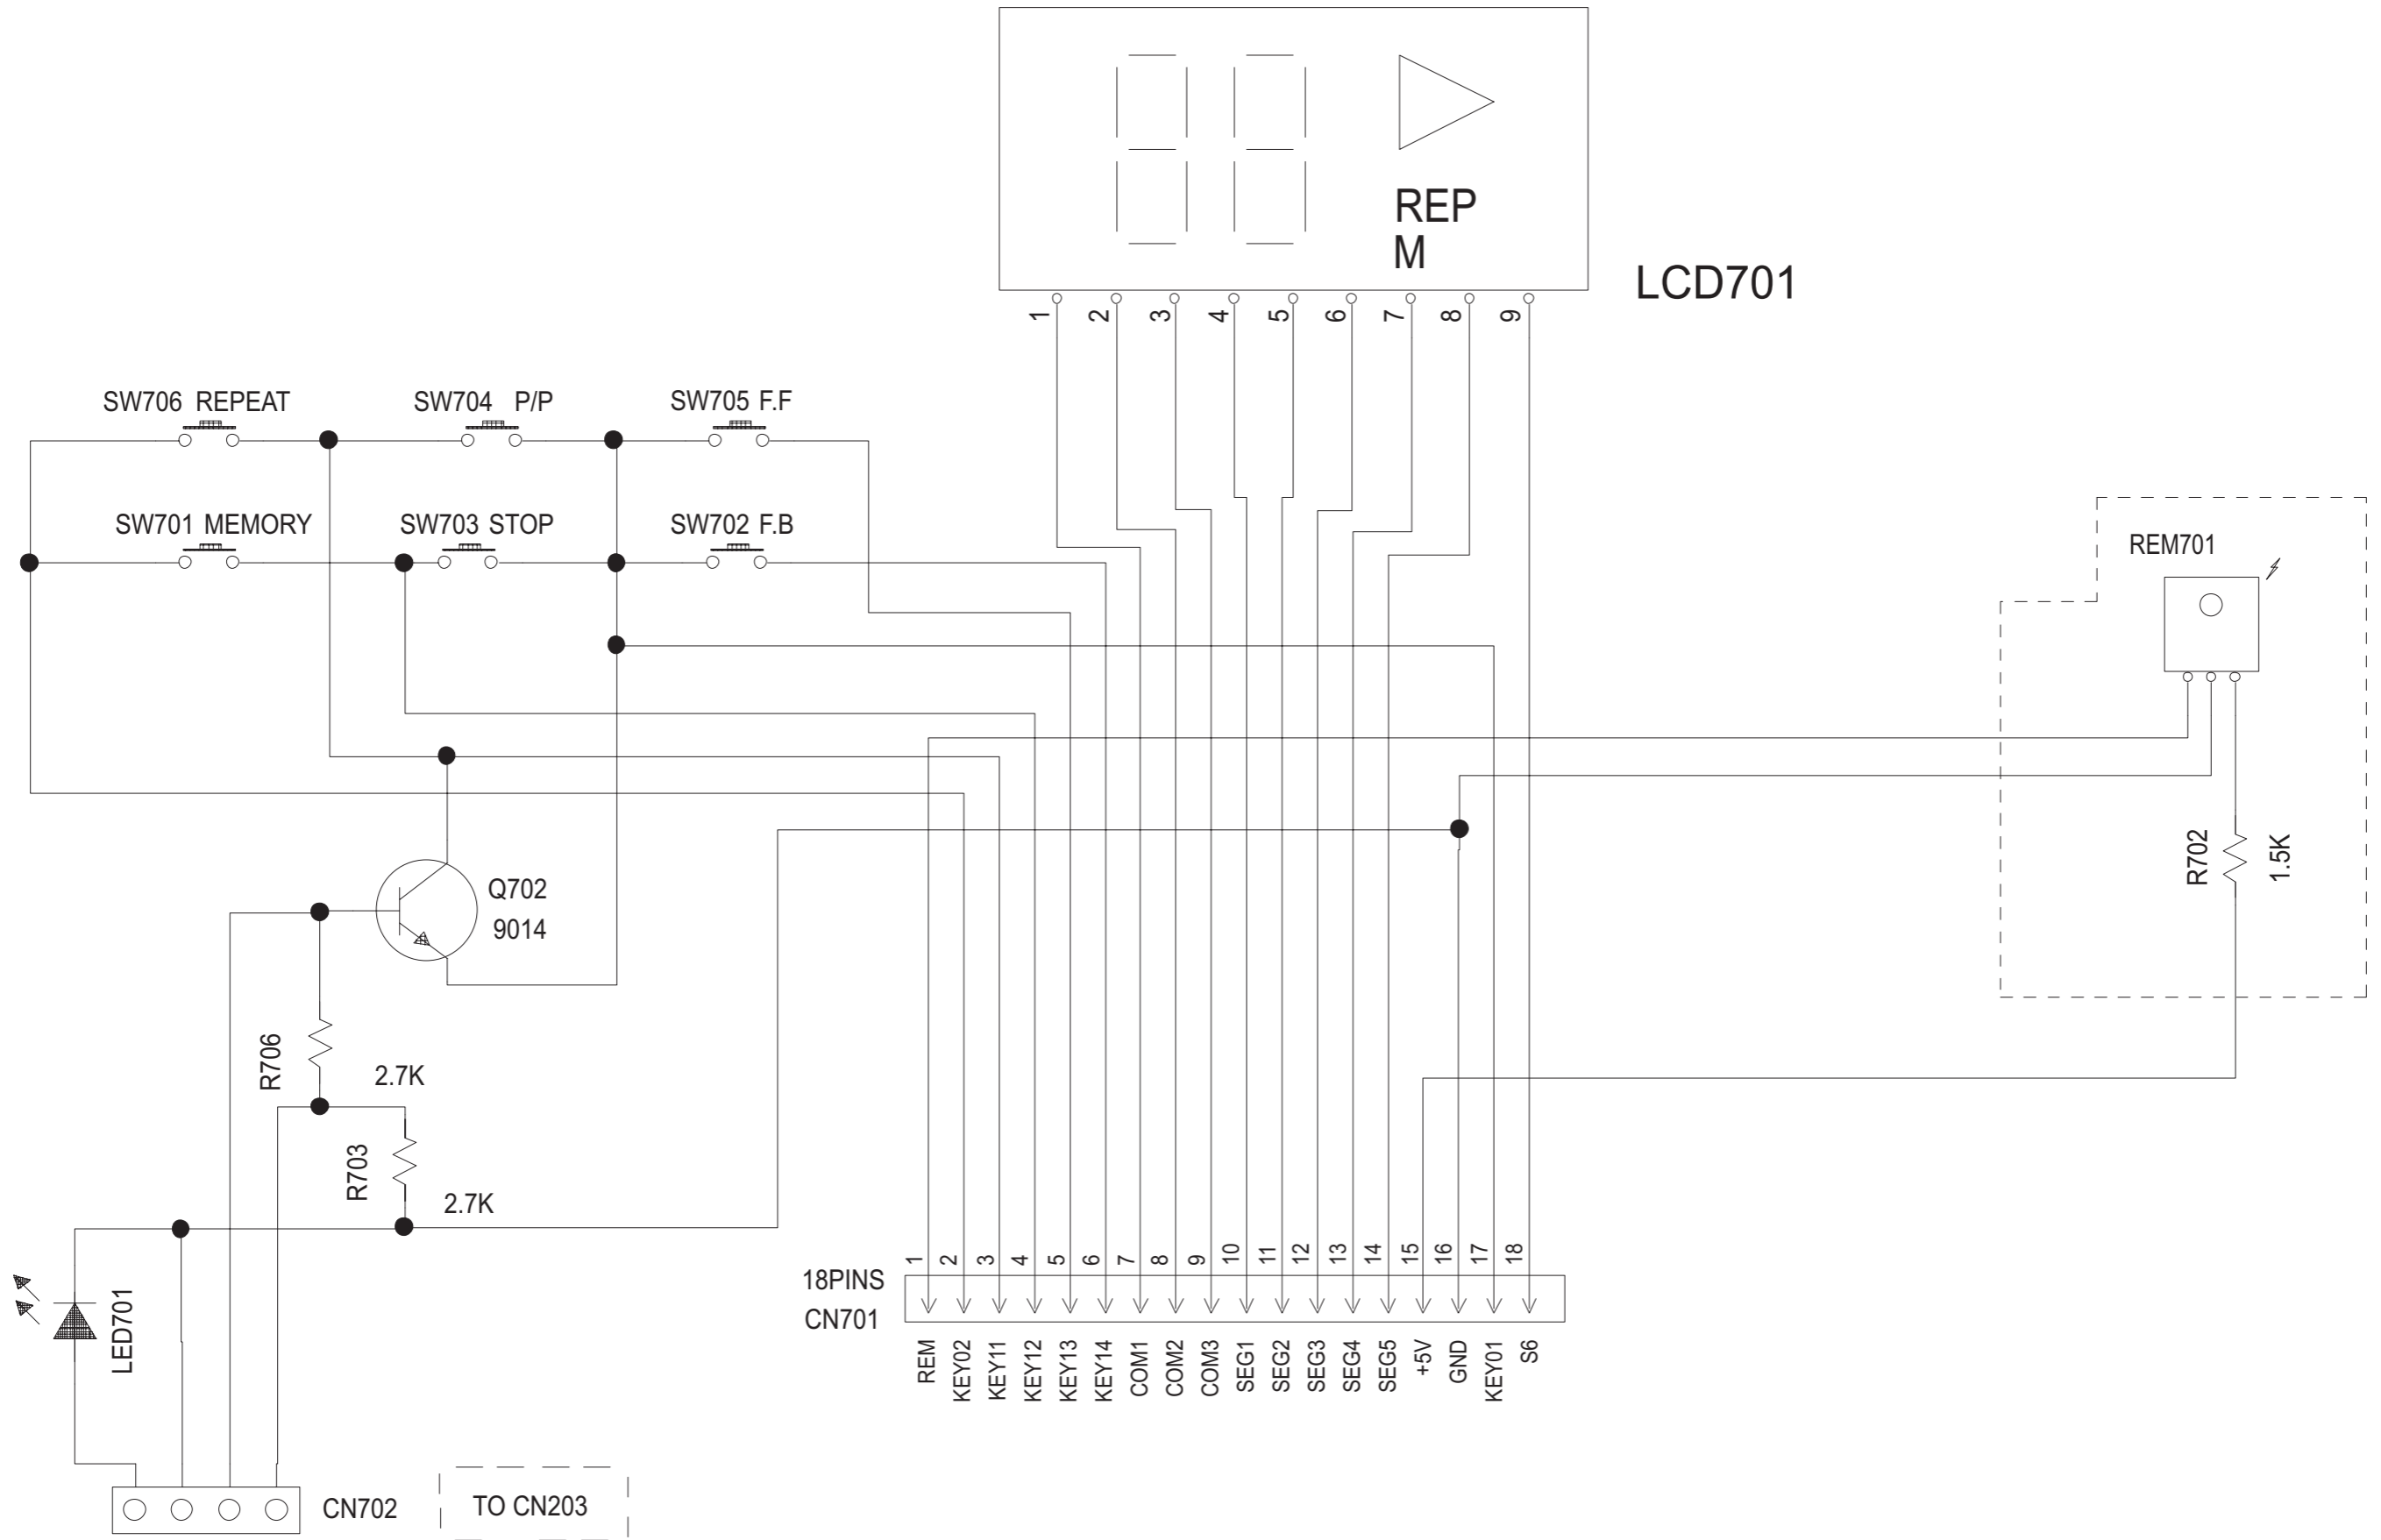 REP
M
LCD701
1 2 3 4 5 6 7 8 9
SW706 REPEAT
SW704 P/P
SW705 F.F
SW701 MEMORY
SW703 STOP
SW702 F.B
REM701
R702
1.5K
Q702
9014
R706
2.7K
R703
2.7K
LED701
1 2 3 4 5 6 7 8 9 10 11 12 13 14 15 16 17 18
18PINS
CN701
REM KEY02 KEY11 KEY12 KEY13 KEY14 COM1 COM2 COM3 SEG1 SEG2 SEG3 SEG4 SEG5 +5V GND KEY01 S6
CN702
TO CN203